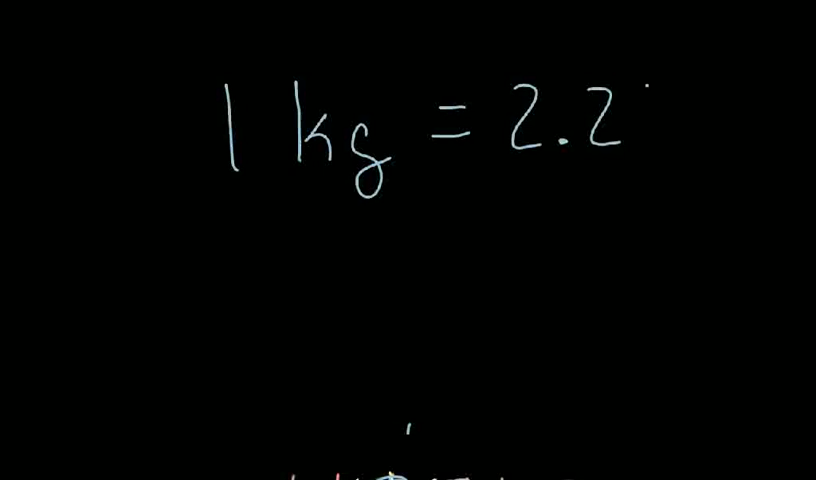 1 kg = 2.2